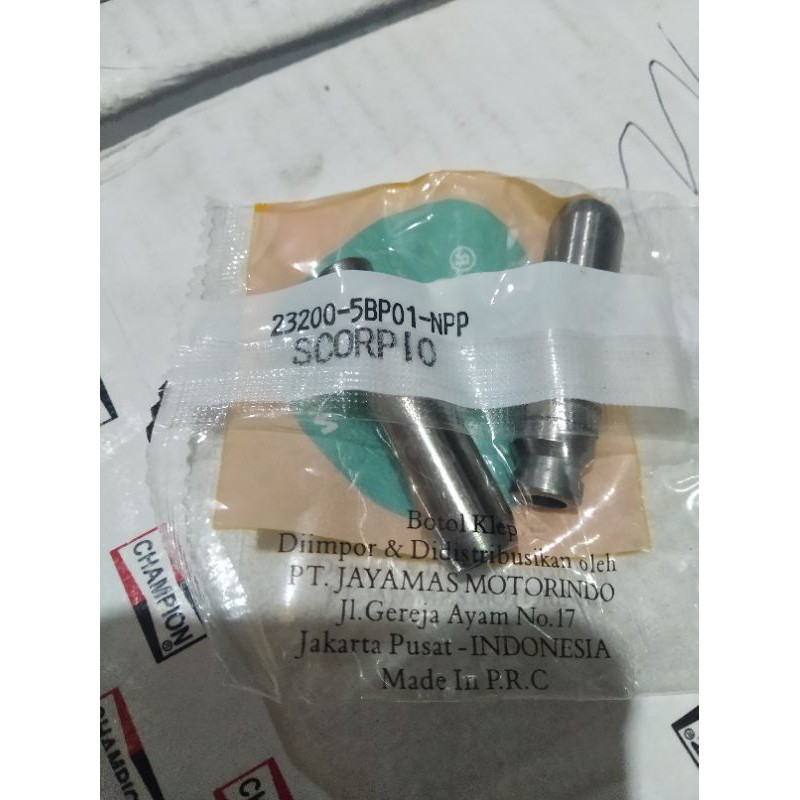 23200-5BP01-NPP
SCORPIO
Botol Klep
Diimpor & Didistribusikan oleh
PT. JAYAMAS MOTORINDO
Jl.Gereja Ayam No.17
Jakarta Pusat - INDONESIA
Made In P.R.C
CHAMPION
CHAMPION